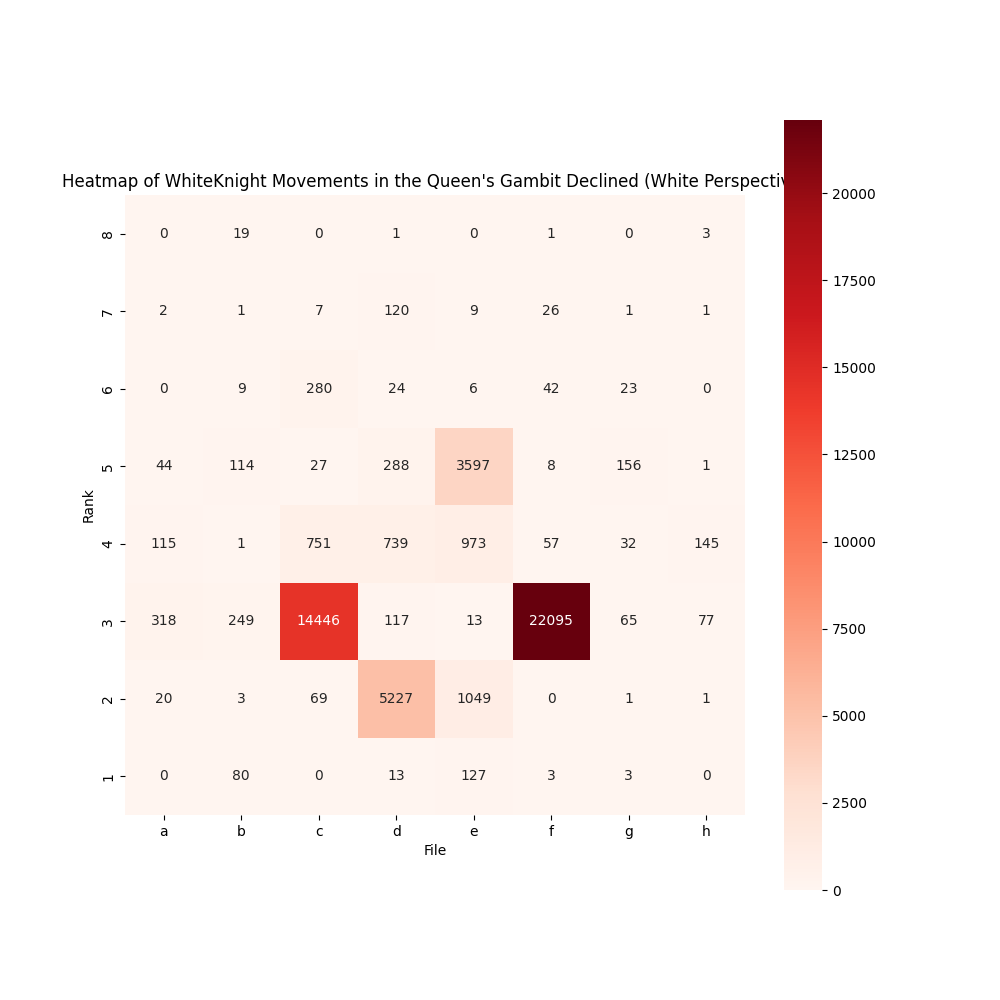 Heatmap of WhiteKnight Movements in the Queen's Gambit Declined (White Perspectiv
8 0 19 0 1 0 1 0 3
7 2 1 7 120 9 26 1 1
6 0 9 280 24 6 42 23 0
5 44 114 27 288 3597 8 156 1
4 115 1 751 739 973 57 32 145
3 318 249 14446 117 13 22095 65 77
2 20 3 69 5227 1049 0 1 1
1 0 80 0 13 127 3 3 0
a b c d e f g h
File
Rank
20000
17500
15000
12500
10000
7500
5000
2500
0